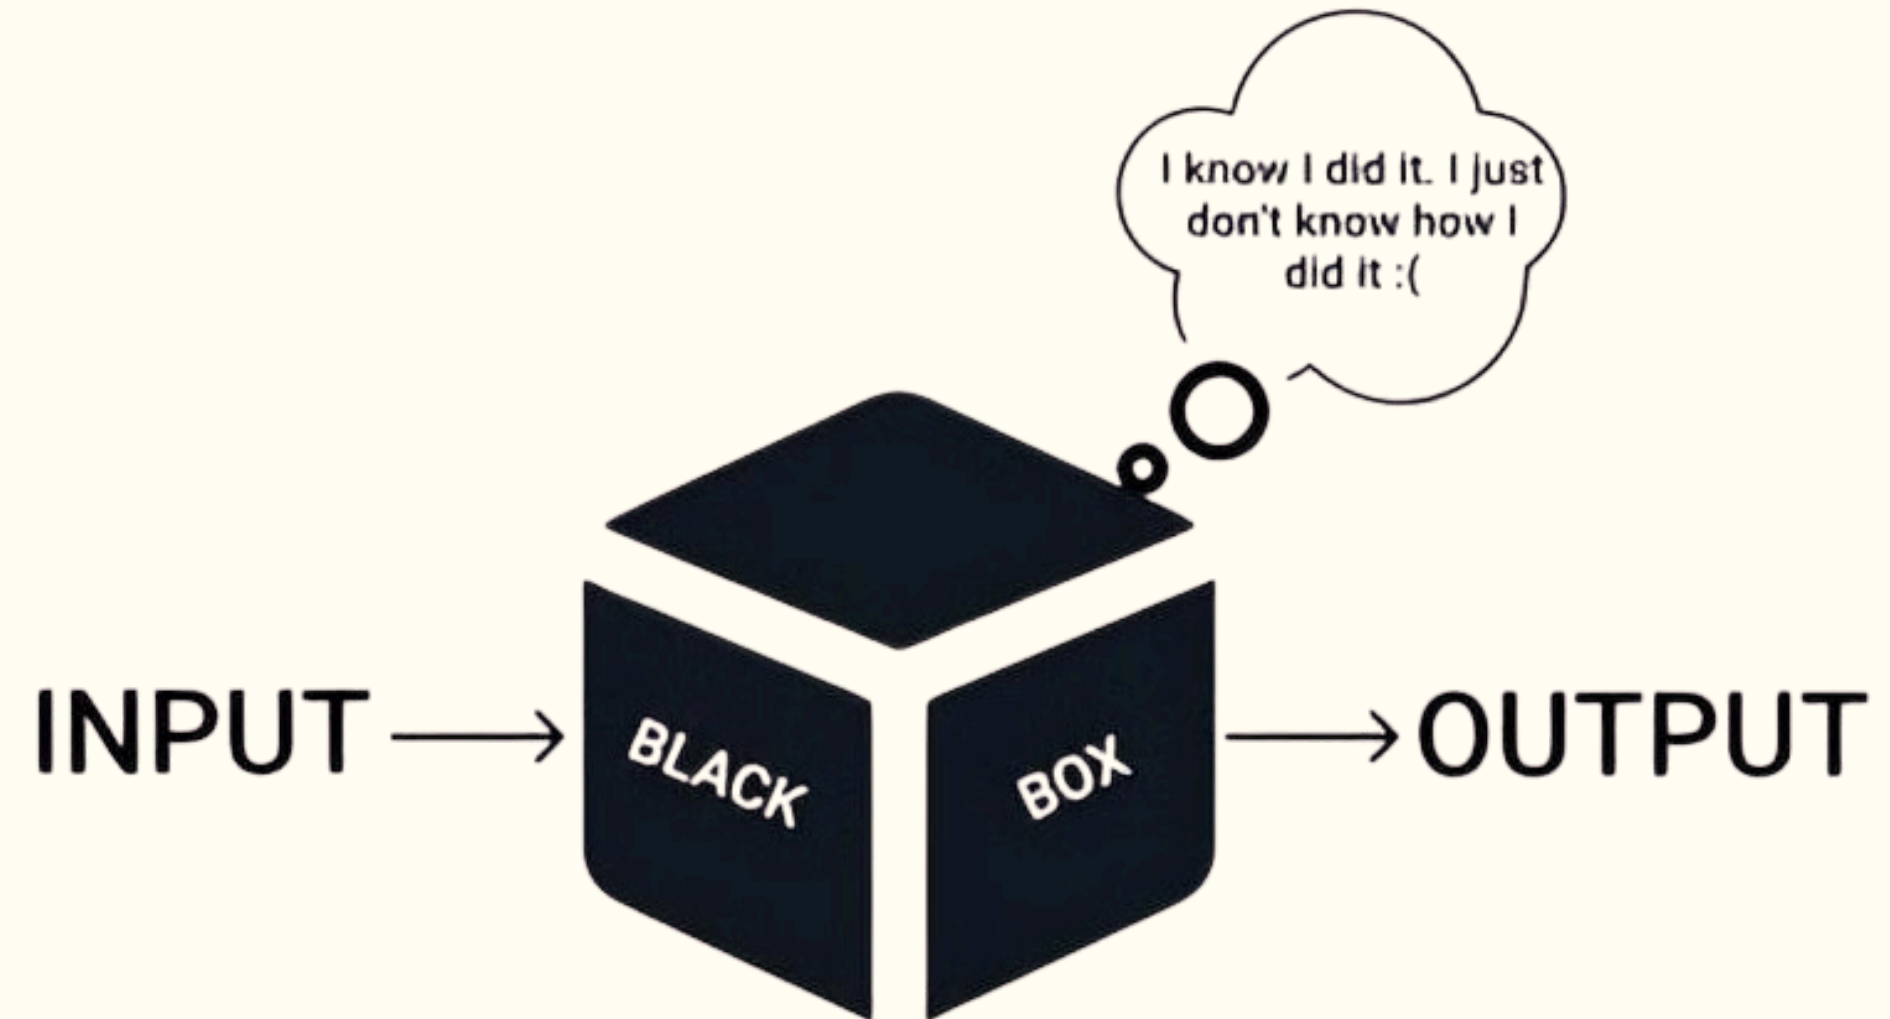 I know I did it. I just
don't know how I
did it :(
INPUT
BLACK
BOX
OUTPUT